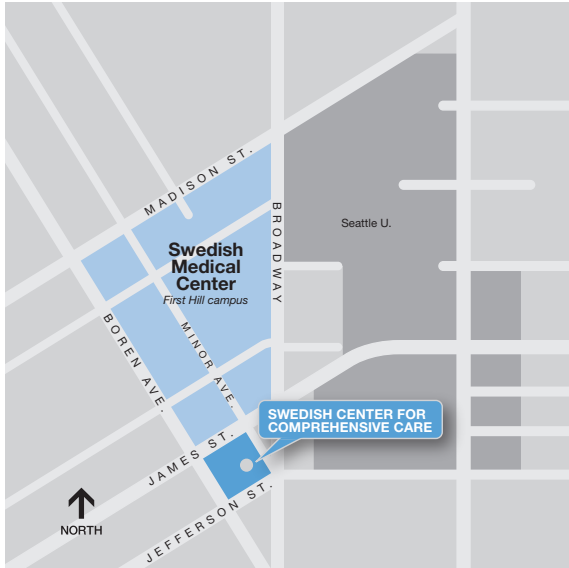 MADISON ST.
BROADWAY
Seattle U.
Swedish
Medical
Center
First Hill campus
BOREN AVE.
MINOR AVE.
SWEDISH CENTER FOR
COMPREHENSIVE CARE
JAMES ST.
JEFFERSON ST.
NORTH